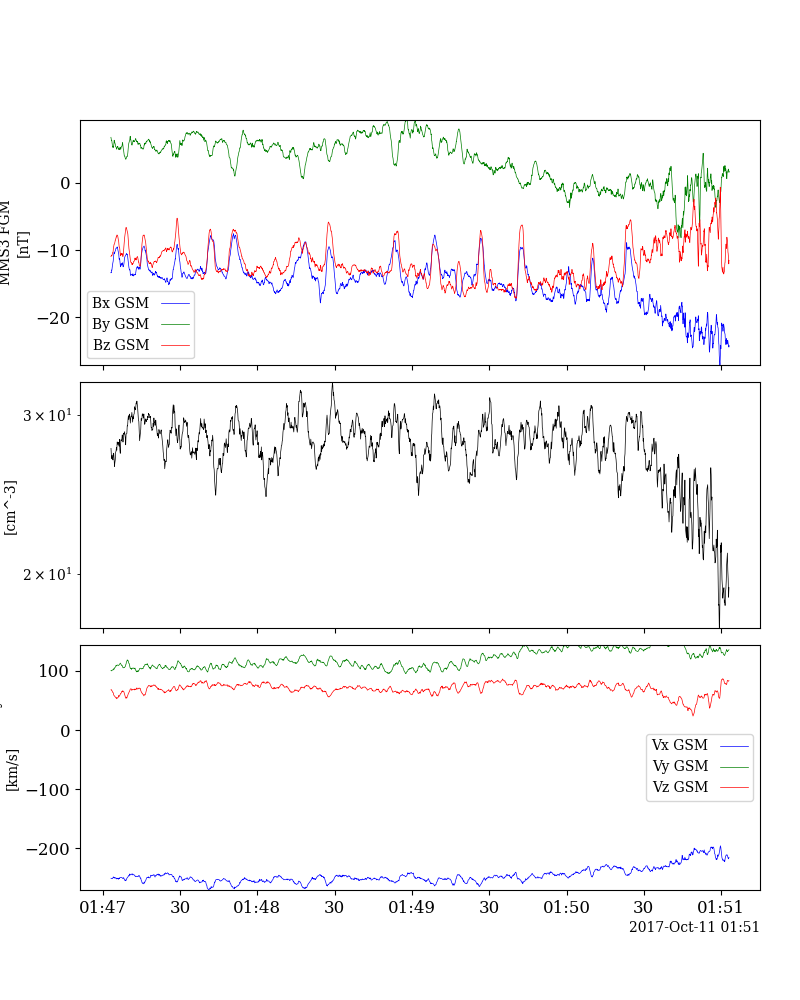 0
−10
−20
MMS3 FGM
[nT]
Bx GSM
By GSM
Bz GSM
3 × 10¹
2 × 10¹
[cm^-3]
100
0
−100
−200
[km/s]
Vx GSM
Vy GSM
Vz GSM
01:47 30 01:48 30 01:49 30 01:50 30 01:51
2017-Oct-11 01:51